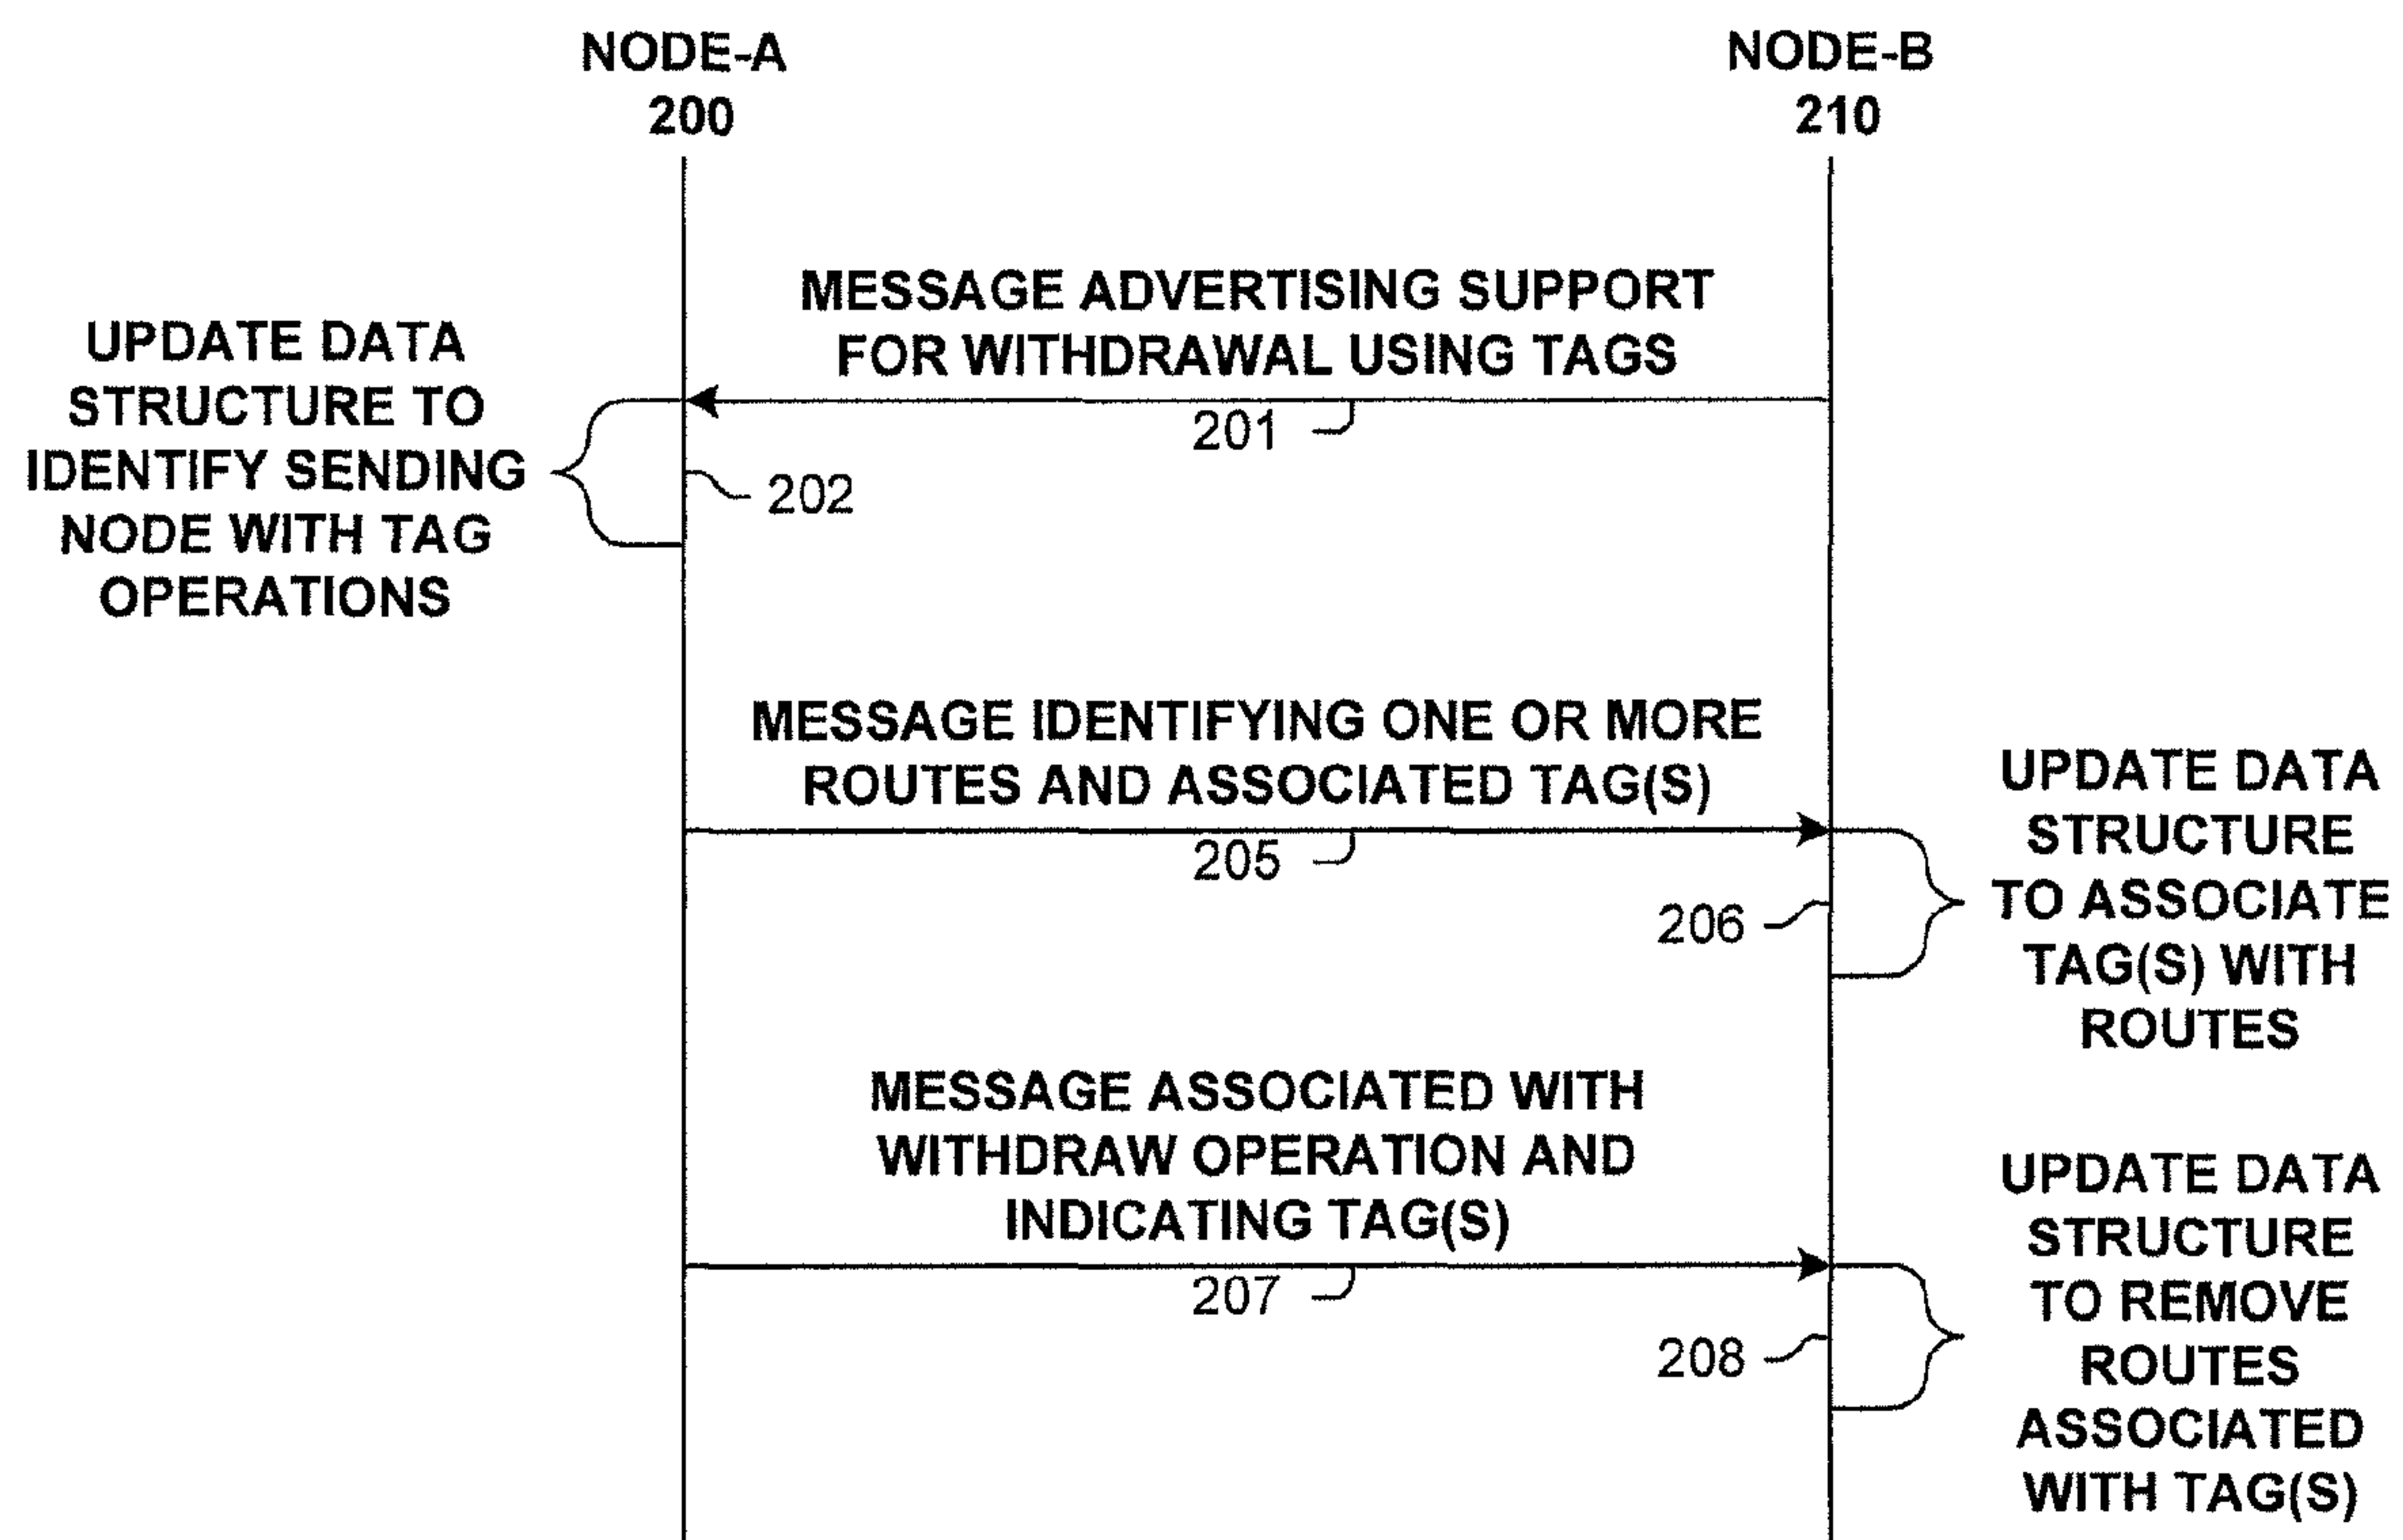 NODE-A
200
NODE-B
210
MESSAGE ADVERTISING SUPPORT
FOR WITHDRAWAL USING TAGS
201
UPDATE DATA
STRUCTURE TO
IDENTIFY SENDING
NODE WITH TAG
OPERATIONS
202
MESSAGE IDENTIFYING ONE OR MORE
ROUTES AND ASSOCIATED TAG(S)
205
206
UPDATE DATA
STRUCTURE
TO ASSOCIATE
TAG(S) WITH
ROUTES
MESSAGE ASSOCIATED WITH
WITHDRAW OPERATION AND
INDICATING TAG(S)
207
208
UPDATE DATA
STRUCTURE
TO REMOVE
ROUTES
ASSOCIATED
WITH TAG(S)